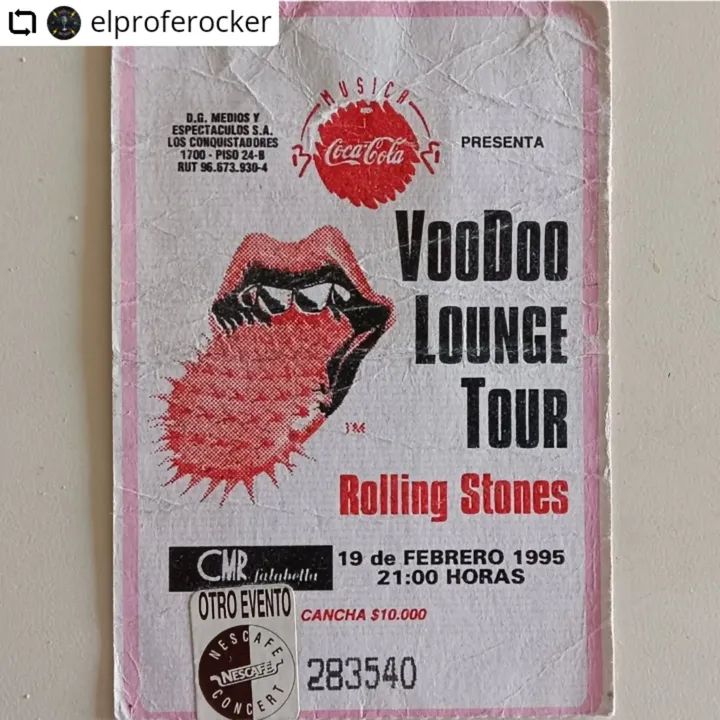 elproferocker
MUSICA
Coca-Cola
D.G. MEDIOS Y
ESPECTACULOS S.A.
LOS CONQUISTADORES
1700 - PISO 24-B
RUT 96.673.930-4
PRESENTA
VOODOO
LOUNGE
TOUR
TM
Rolling Stones
CMR falabella
19 de FEBRERO 1995
21:00 HORAS
CANCHA $10.000
OTRO EVENTO
NESCAFE
NESCAFE
CONCERT
283540